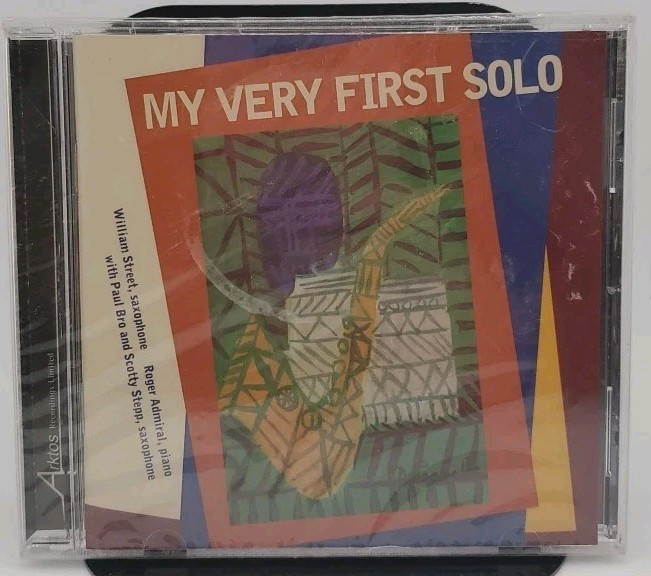 MY VERY FIRST SOLO
William Street, saxophone Roger Admiral, piano
with Paul Bro and Scotty Stepp, saxophone
Arktos Recordings Limited